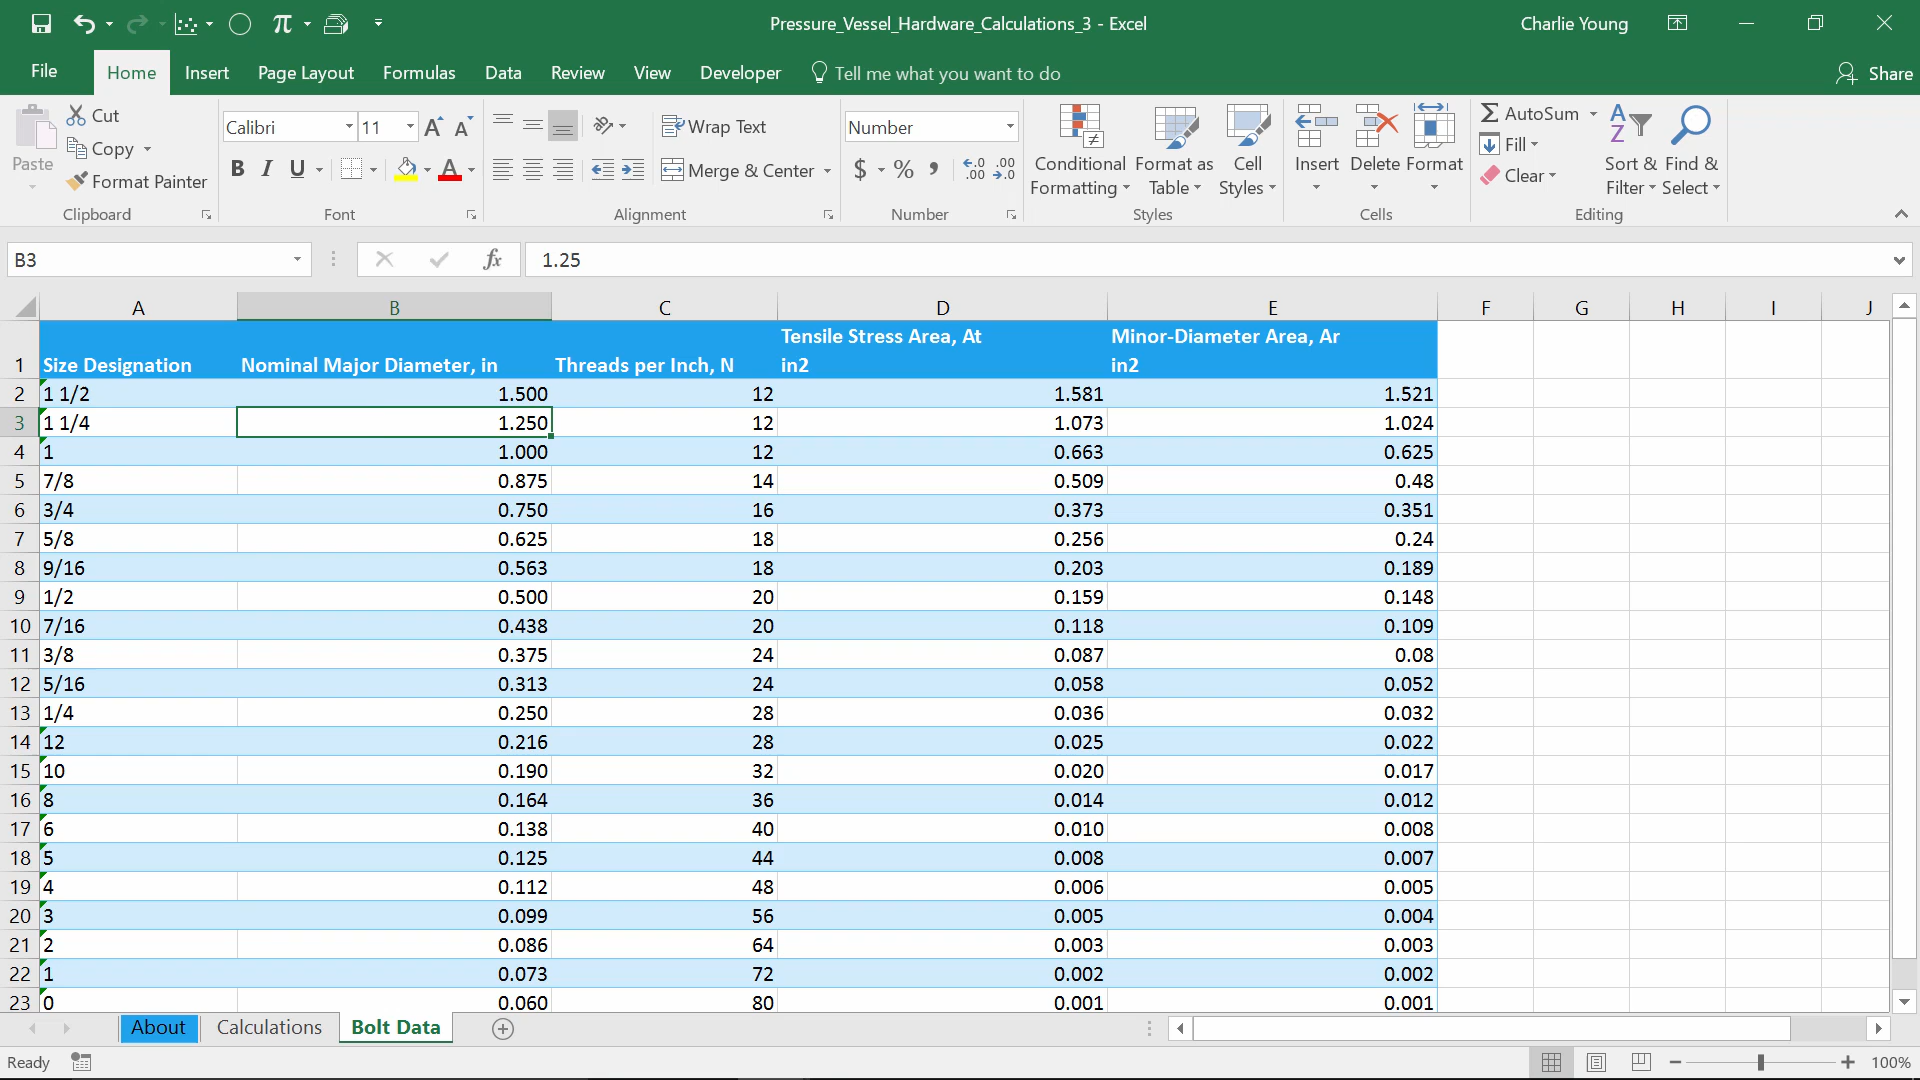 Pressure_Vessel_Hardware_Calculations_3 - Excel
Charlie Young
File Home Insert Page Layout Formulas Data Review View Developer Tell me what you want to do Share
Paste
Cut
Copy
Format Painter
Clipboard
Calibri 11
B I U
Font
Wrap Text
Merge & Center
Alignment
Number
$ % ,
Number
Conditional Formatting
Format as Table
Cell Styles
Styles
Insert Delete Format
Cells
AutoSum
Fill
Clear
Sort & Filter
Find & Select
Editing
B3 fx 1.25
A B C D E F G H I J
1 Size Designation Nominal Major Diameter, in Threads per Inch, N Tensile Stress Area, At in2 Minor-Diameter Area, Ar in2
2 1 1/2 1.500 12 1.581 1.521
3 1 1/4 1.250 12 1.073 1.024
4 1 1.000 12 0.663 0.625
5 7/8 0.875 14 0.509 0.48
6 3/4 0.750 16 0.373 0.351
7 5/8 0.625 18 0.256 0.24
8 9/16 0.563 18 0.203 0.189
9 1/2 0.500 20 0.159 0.148
10 7/16 0.438 20 0.118 0.109
11 3/8 0.375 24 0.087 0.08
12 5/16 0.313 24 0.058 0.052
13 1/4 0.250 28 0.036 0.032
14 12 0.216 28 0.025 0.022
15 10 0.190 32 0.020 0.017
16 8 0.164 36 0.014 0.012
17 6 0.138 40 0.010 0.008
18 5 0.125 44 0.008 0.007
19 4 0.112 48 0.006 0.005
20 3 0.099 56 0.005 0.004
21 2 0.086 64 0.003 0.003
22 1 0.073 72 0.002 0.002
23 0 0.060 80 0.001 0.001
About Calculations Bolt Data
Ready 100%